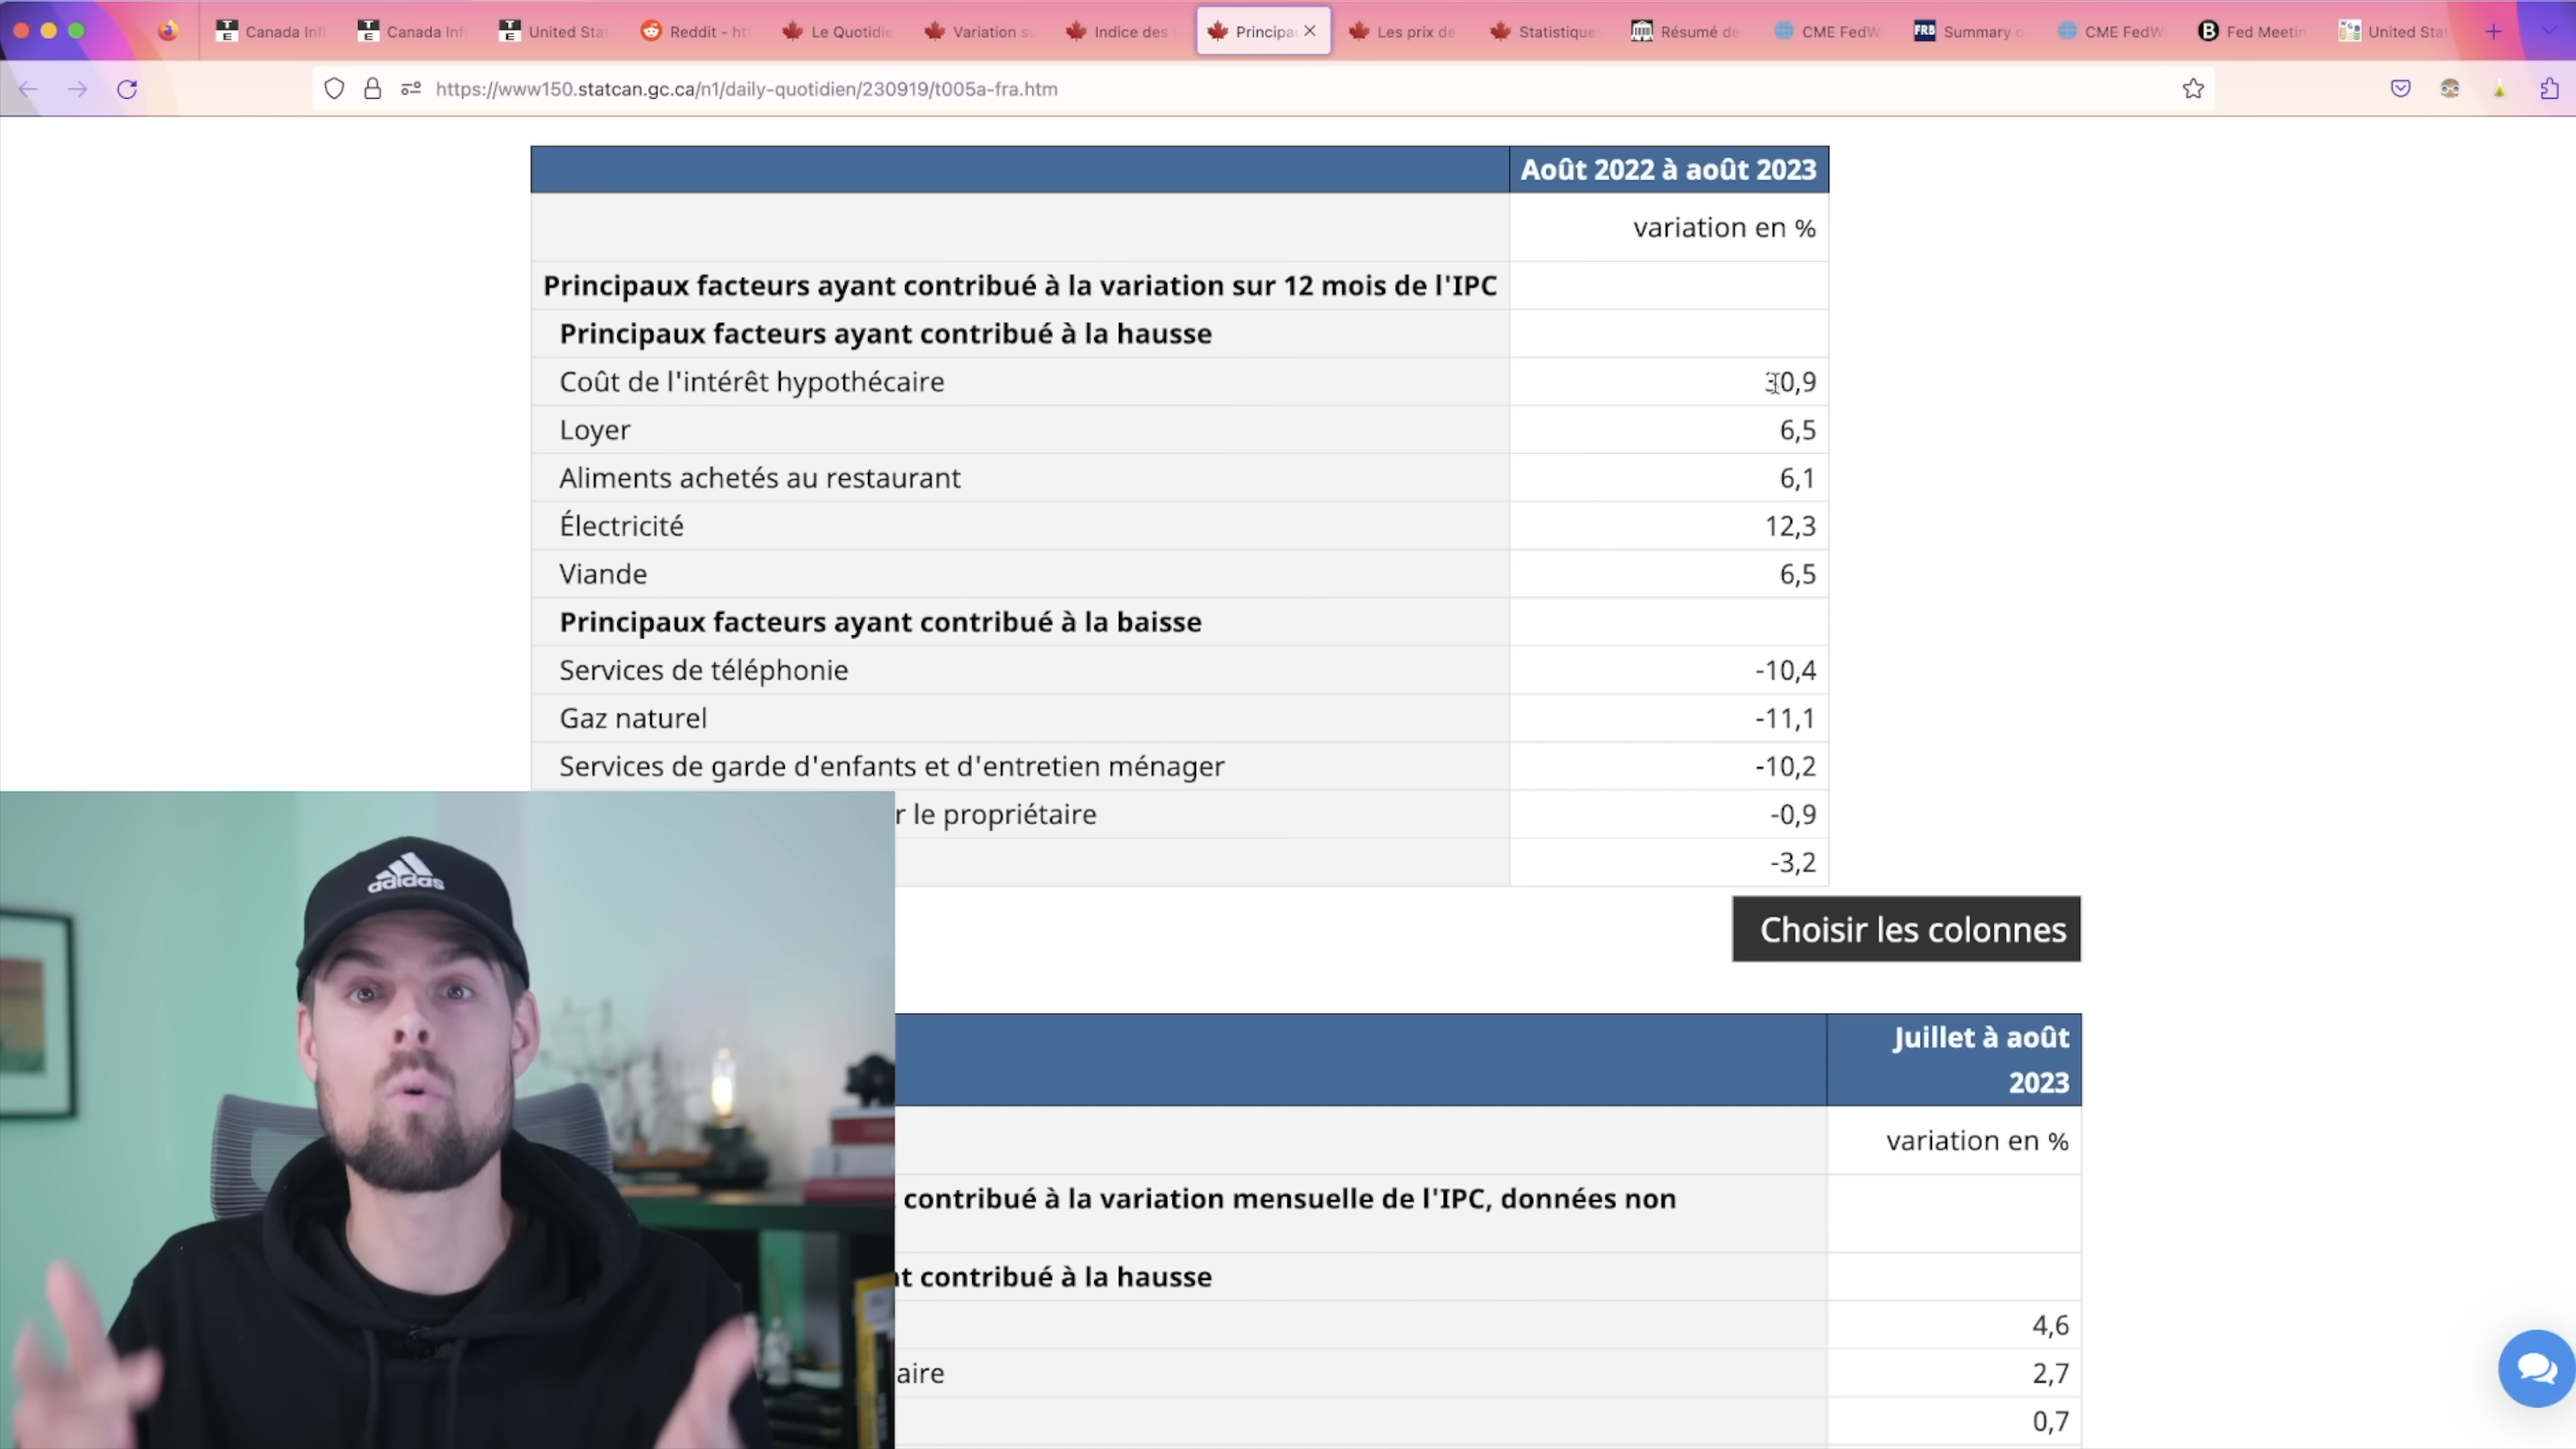 Canada Infl
Canada Infl
United Sta
Reddit - ht
Le Quotidie
Variation su
Indice des
Principa
Les prix de
Statistique
Résumé de
CME FedW
FRB
Summary o
CME FedW
Fed Meetin
United Sta
https://www150.statcan.gc.ca/n1/daily-quotidien/230919/t005a-fra.htm
Août 2022 à août 2023
variation en %
Principaux facteurs ayant contribué à la variation sur 12 mois de l'IPC
Principaux facteurs ayant contribué à la hausse
Coût de l'intérêt hypothécaire 30,9
Loyer 6,5
Aliments achetés au restaurant 6,1
Électricité 12,3
Viande 6,5
Principaux facteurs ayant contribué à la baisse
Services de téléphonie -10,4
Gaz naturel -11,1
Services de garde d'enfants et d'entretien ménager -10,2
r le propriétaire -0,9
-3,2
Choisir les colonnes
adidas
Juillet à août
2023
variation en %
contribué à la variation mensuelle de l'IPC, données non
t contribué à la hausse
4,6
aire 2,7
0,7